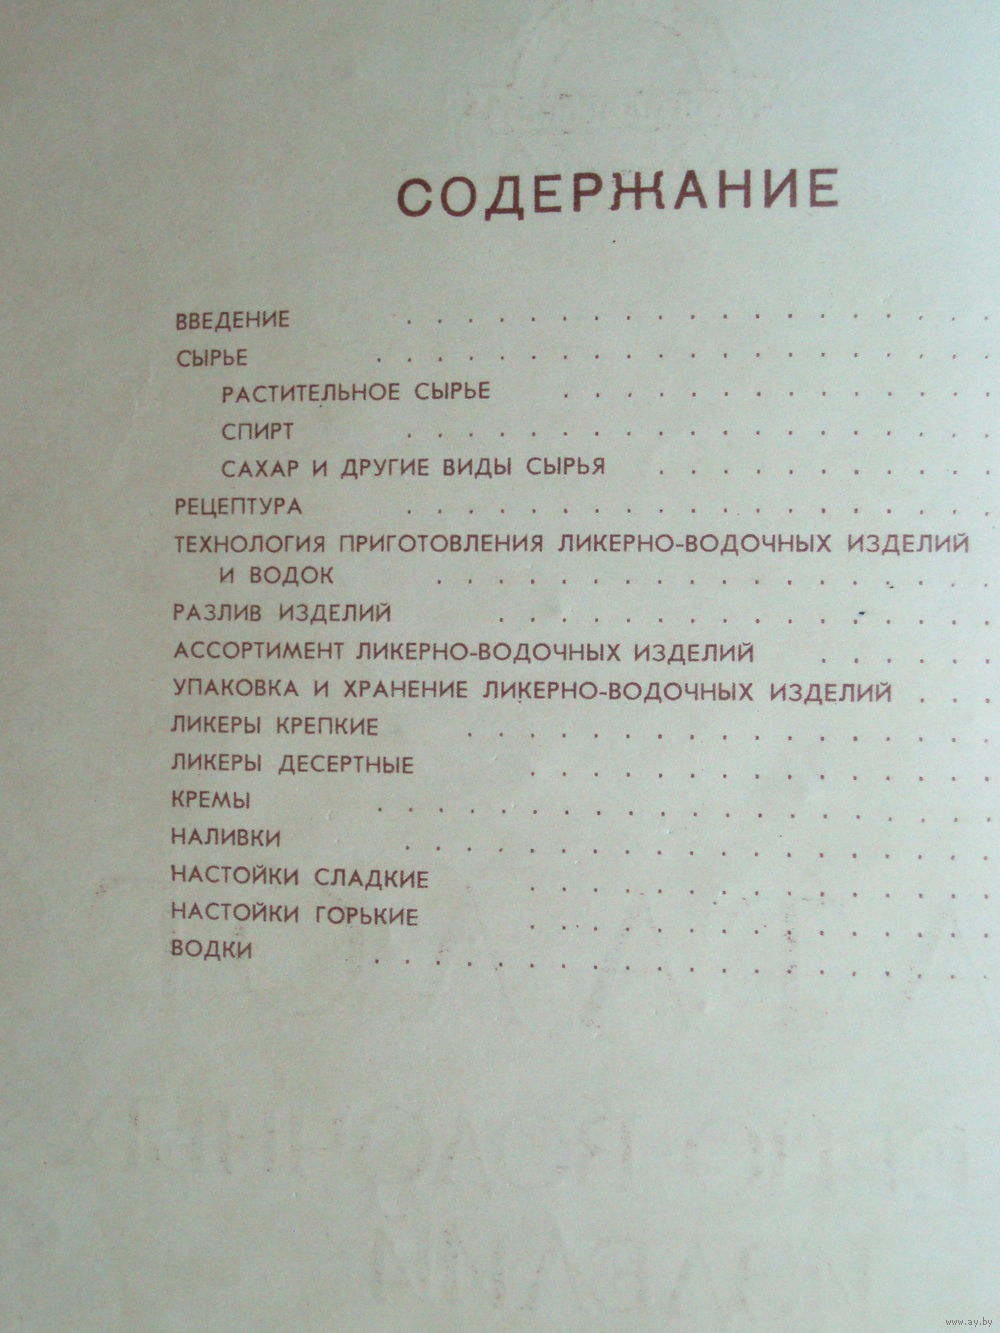 СОДЕРЖАНИЕ
ВВЕДЕНИЕ . . . . . . . . . . . . . . . . . . . .
СЫРЬЕ . . . . . . . . . . . . . . . . . . . . .
РАСТИТЕЛЬНОЕ СЫРЬЕ . . . . . . . . . . . . . . .
СПИРТ . . . . . . . . . . . . . . . . . . . .
САХАР И ДРУГИЕ ВИДЫ СЫРЬЯ . . . . . . . . . . . .
РЕЦЕПТУРА . . . . . . . . . . . . . . . . . . . .
ТЕХНОЛОГИЯ ПРИГОТОВЛЕНИЯ ЛИКЕРНО-ВОДОЧНЫХ ИЗДЕЛИЙ
И ВОДОК . . . . . . . . . . . . . . . . . . .
РАЗЛИВ ИЗДЕЛИЙ . . . . . . . . . . . . . . . . .
АССОРТИМЕНТ ЛИКЕРНО-ВОДОЧНЫХ ИЗДЕЛИЙ . . . . . .
УПАКОВКА И ХРАНЕНИЕ ЛИКЕРНО-ВОДОЧНЫХ ИЗДЕЛИЙ . . .
ЛИКЕРЫ КРЕПКИЕ . . . . . . . . . . . . . . . . . .
ЛИКЕРЫ ДЕСЕРТНЫЕ . . . . . . . . . . . . . . . .
КРЕМЫ . . . . . . . . . . . . . . . . . . . . .
НАЛИВКИ . . . . . . . . . . . . . . . . . . . .
НАСТОЙКИ СЛАДКИЕ . . . . . . . . . . . . . . . .
НАСТОЙКИ ГОРЬКИЕ . . . . . . . . . . . . . . . .
ВОДКИ . . . . . . . . . . . . . . . . . . . . .
www.ay.by